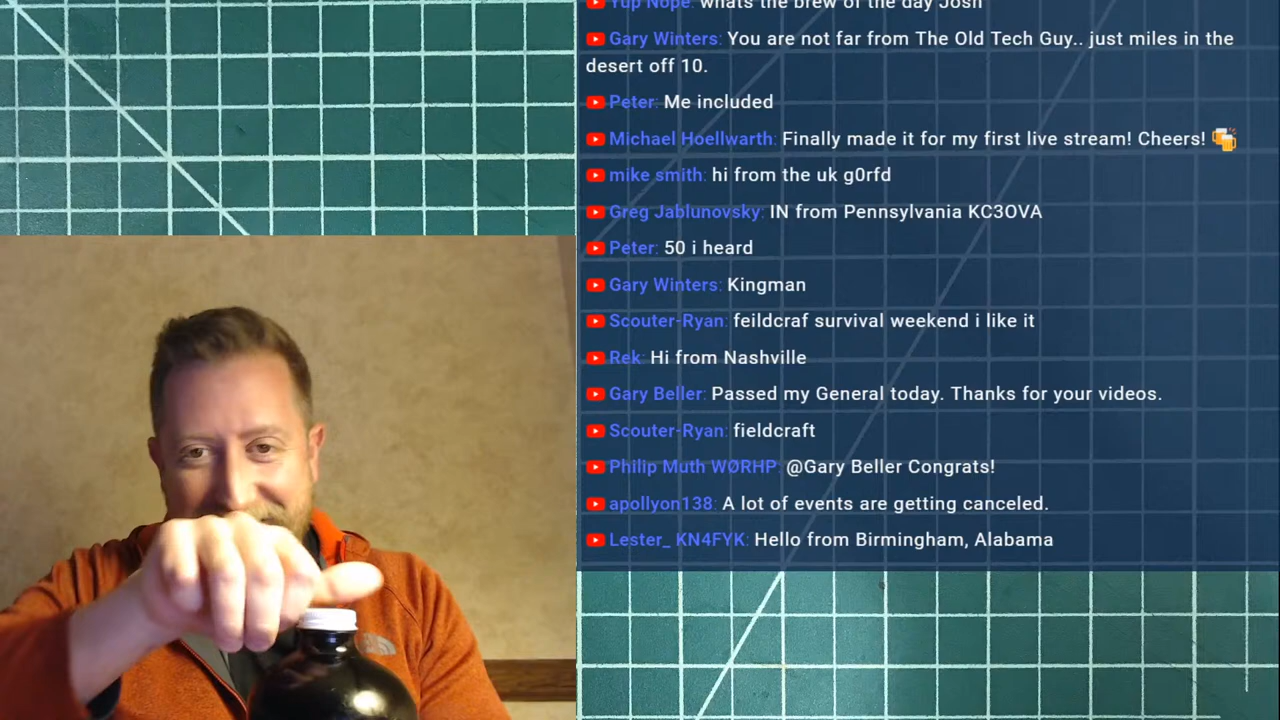 Yup Nope: whats the brew of the day Josh
Gary Winters: You are not far from The Old Tech Guy.. just miles in the
desert off 10.
Peter: Me included
Michael Hoellwarth: Finally made it for my first live stream! Cheers! 🍻
mike smith: hi from the uk g0rfd
Greg Jablunovsky: IN from Pennsylvania KC3OVA
Peter: 50 i heard
Gary Winters: Kingman
Scouter-Ryan: feildcraf survival weekend i like it
Rek: Hi from Nashville
Gary Beller: Passed my General today. Thanks for your videos.
Scouter-Ryan: fieldcraft
Philip Muth WØRHP: @Gary Beller Congrats!
apollyon138: A lot of events are getting canceled.
Lester_ KN4FYK: Hello from Birmingham, Alabama